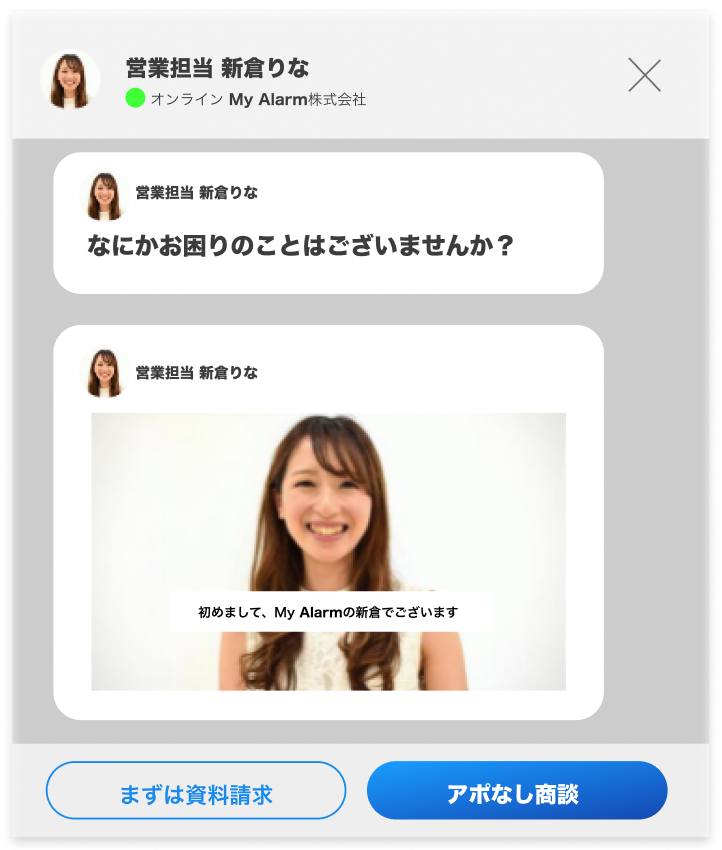 営業担当 新倉りな
オンライン My Alarm株式会社
営業担当 新倉りな
なにかお困りのことはございませんか？
営業担当 新倉りな
初めまして、My Alarmの新倉でございます
まずは資料請求
アポなし商談